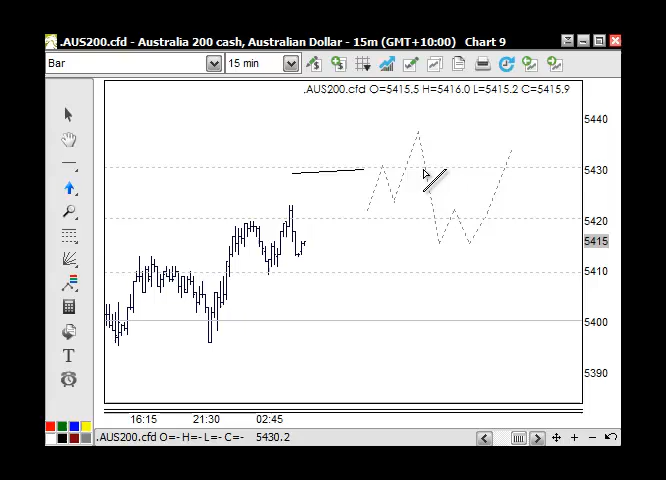 .AUS200.cfd - Australia 200 cash, Australian Dollar - 15m (GMT+10:00) Chart 9
Bar
15 min
.AUS200.cfd O=5415.5 H=5416.0 L=5415.2 C=5415.9
5440
5430
5420
5415
5410
5400
5390
T
16:15 21:30 02:45
.AUS200.cfd O=- H=- L=- C=- 5430.2